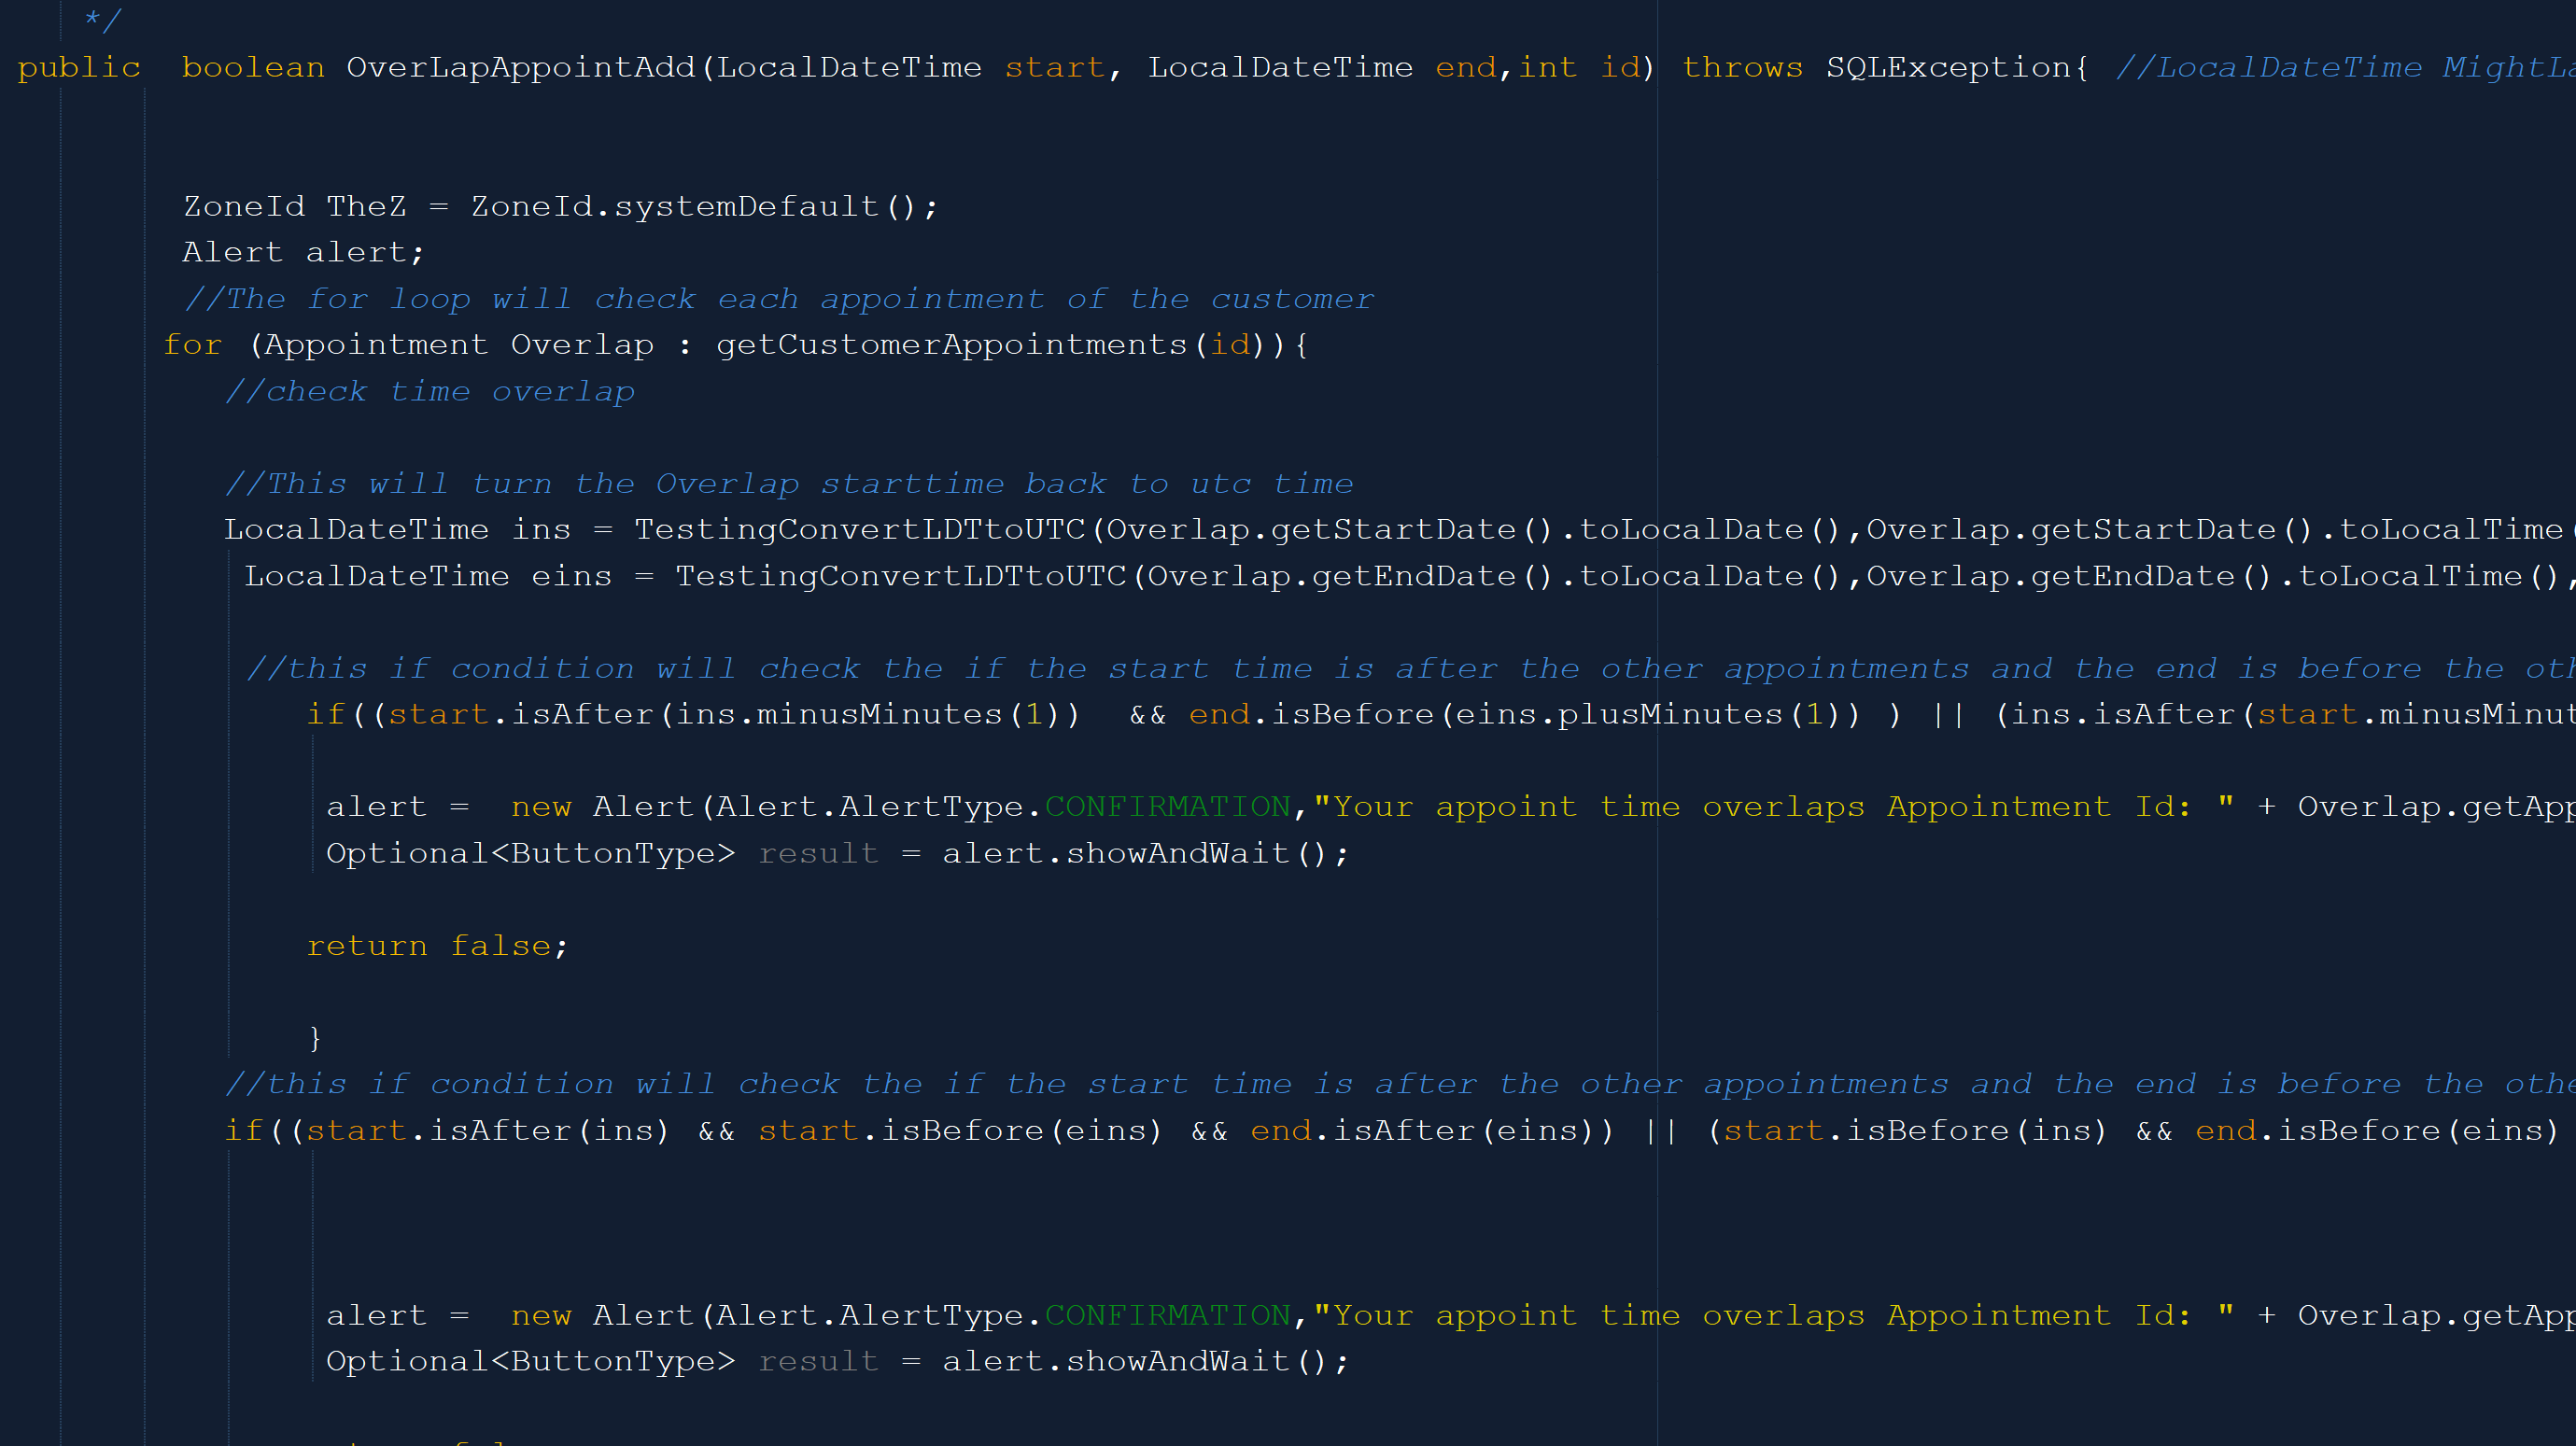 */
public  boolean OverLapAppointAdd(LocalDateTime start, LocalDateTime end,int id) throws SQLException{ //LocalDateTime
ZoneId TheZ = ZoneId.systemDefault();
Alert alert;
//The for loop will check each appointment of the customer
for (Appointment Overlap : getCustomerAppointments(id)){
//check time overlap
//This will turn the Overlap starttime back to utc time
LocalDateTime ins = TestingConvertLDTtoUTC(Overlap.getStartDate().toLocalDate(),Overlap.getStartDate().toLocalTime(
LocalDateTime eins = TestingConvertLDTtoUTC(Overlap.getEndDate().toLocalDate(),Overlap.getEndDate().toLocalTime(),
//this if condition will check the if the start time is after the other appointments and the end is before the
if((start.isAfter(ins.minusMinutes(1))  && end.isBefore(eins.plusMinutes(1)) ) || (ins.isAfter(start.minusMinut
alert =  new Alert(Alert.AlertType.CONFIRMATION,"Your appoint time overlaps Appointment Id: " + Overlap.getApp
Optional<ButtonType> result = alert.showAndWait();
return false;
}
//this if condition will check the if the start time is after the other appointments and the end is before the othe
if((start.isAfter(ins) && start.isBefore(eins) && end.isAfter(eins)) || (start.isBefore(ins) && end.isBefore(eins)
alert =  new Alert(Alert.AlertType.CONFIRMATION,"Your appoint time overlaps Appointment Id: " + Overlap.getApp
Optional<ButtonType> result = alert.showAndWait();